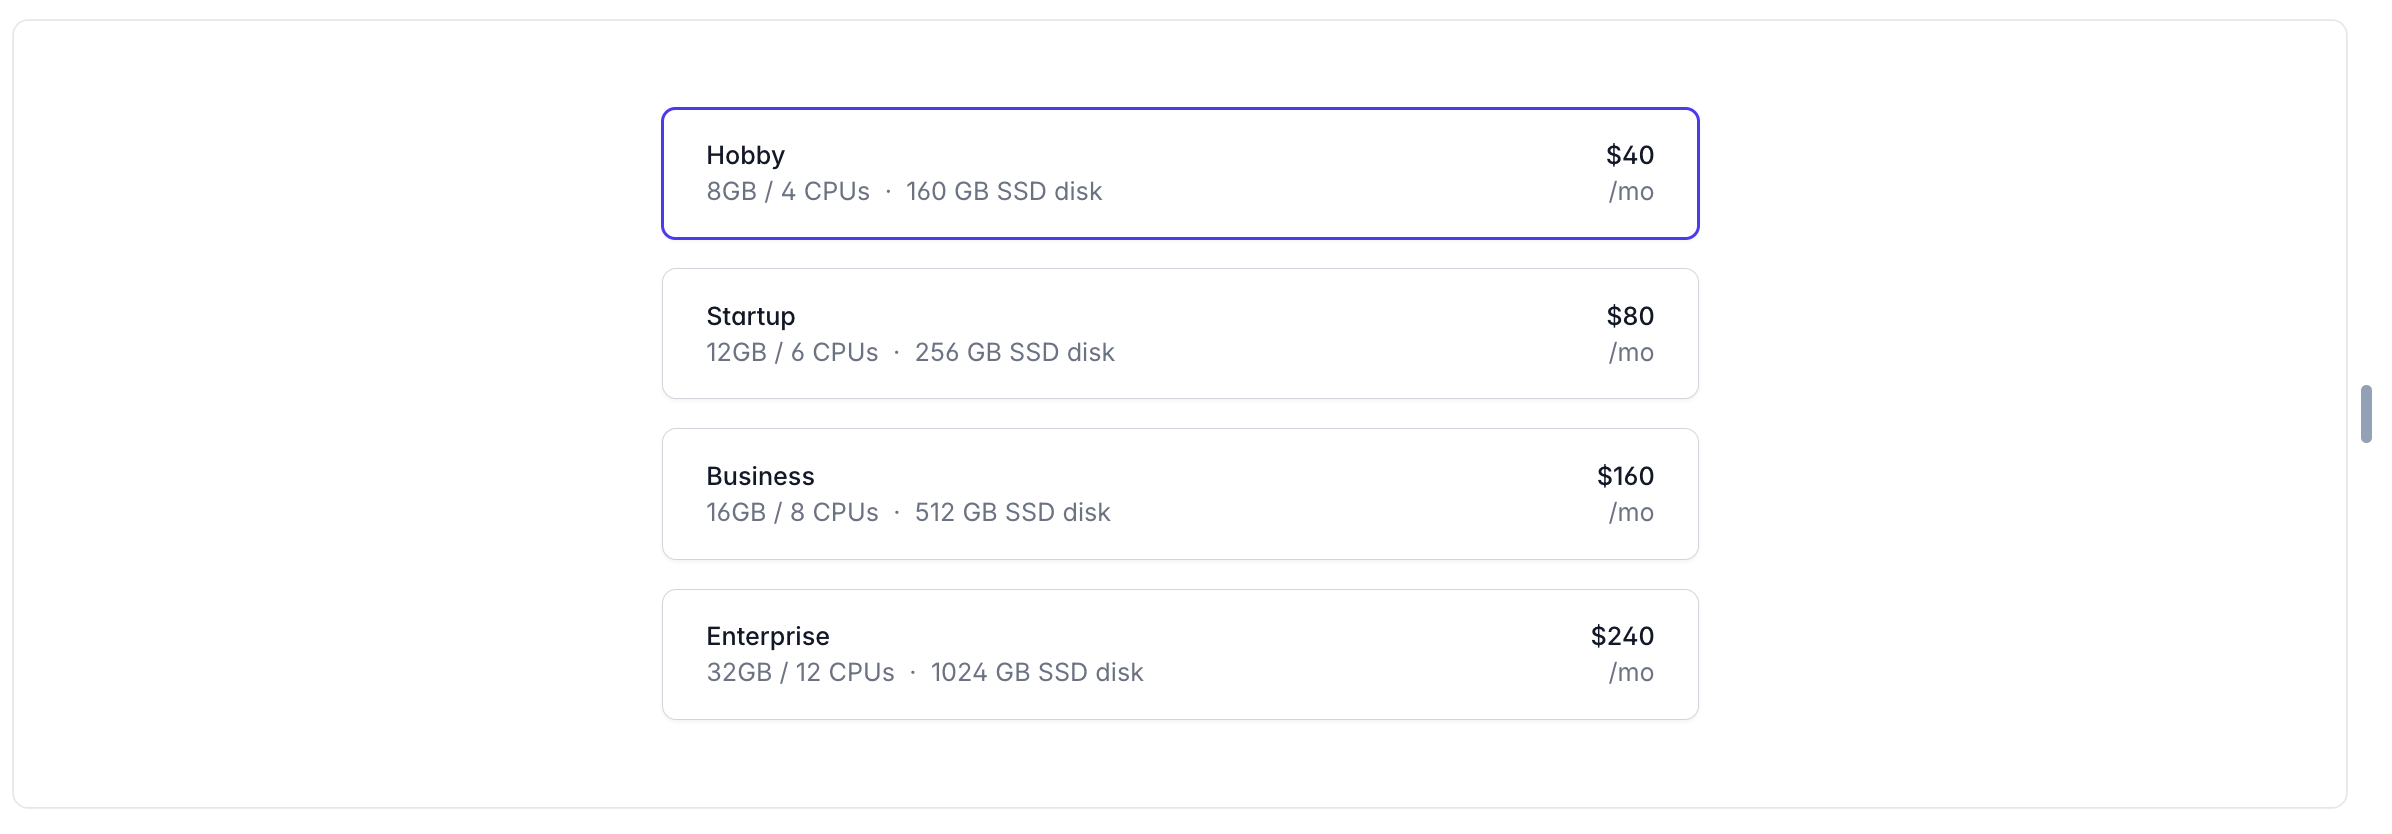 Hobby $40
8GB / 4 CPUs · 160 GB SSD disk /mo
Startup $80
12GB / 6 CPUs · 256 GB SSD disk /mo
Business $160
16GB / 8 CPUs · 512 GB SSD disk /mo
Enterprise $240
32GB / 12 CPUs · 1024 GB SSD disk /mo